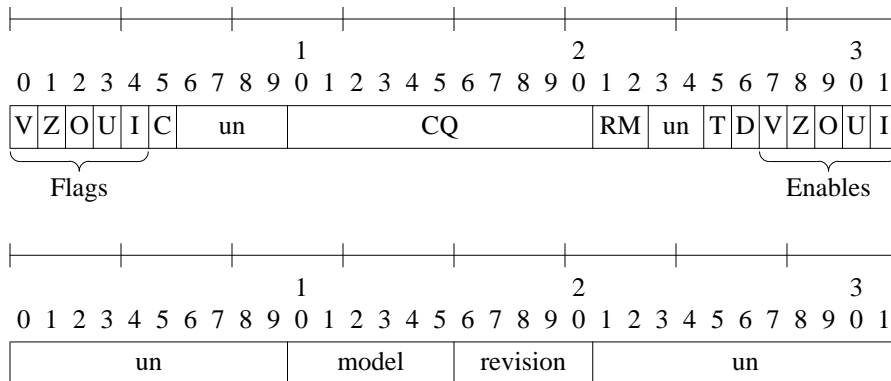 1 2 3
0 1 2 3 4 5 6 7 8 9 0 1 2 3 4 5 6 7 8 9 0 1 2 3 4 5 6 7 8 9 0 1
V Z O U I C un CQ RM un T D V Z O U I
Flags Enables
1 2 3
0 1 2 3 4 5 6 7 8 9 0 1 2 3 4 5 6 7 8 9 0 1 2 3 4 5 6 7 8 9 0 1
un model revision un